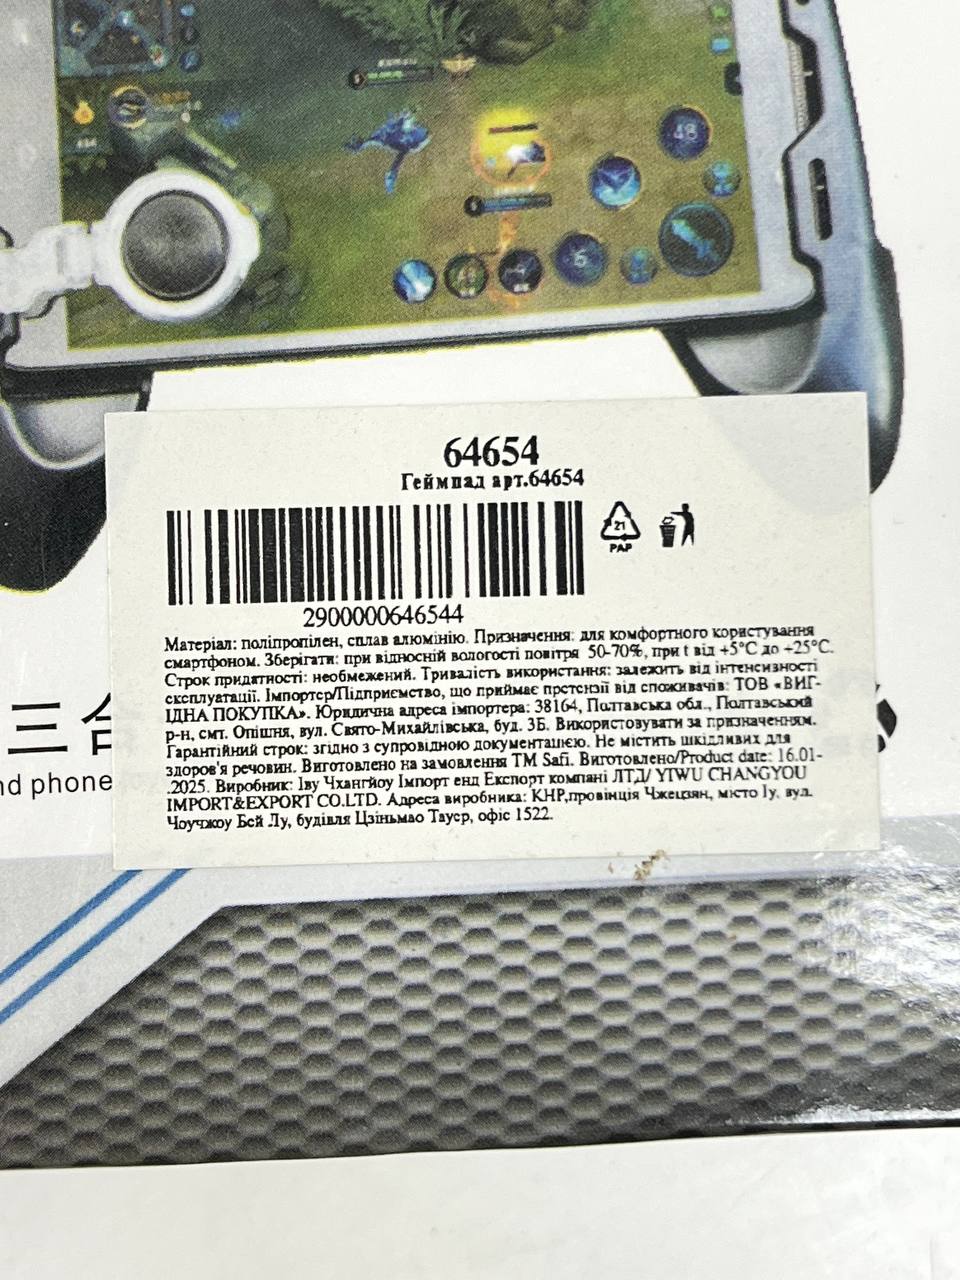 48
6
64654
Геймпад арт.64654
21
PAP
2900000646544
Матеріал: поліпропілен, сплав алюмінію. Призначення: для комфортного користування
смартфоном. Зберігати: при відносній вологості повітря 50-70%, при t від +5°C до +25°C.
Строк придатності: необмежений. Тривалість використання: залежить від інтенсивності
експлуатації. Імпортер/Підприємство, що приймає претензії від споживачів: ТОВ «ВИГ-
ІДНА ПОКУПКА». Юридична адреса імпортера: 38164, Полтавська обл., Полтавський
р-н, смт. Опішня, вул. Свято-Михайлівська, буд. 3Б. Використовувати за призначенням.
Гарантійний строк: згідно з супровідною документацією. Не містить шкідливих для
здоров'я речовин. Виготовлено на замовлення ТМ Safi. Виготовлено/Product date: 16.01-
.2025. Виробник: Іву Чхангйоу Імпорт енд Експорт компані ЛТД/ YIWU CHANGYOU
IMPORT&EXPORT CO.LTD. Адреса виробника: КНР,провінція Чжецзян, місто Іу, вул.
Чоучжоу Бей Лу, будівля Цзіньмао Тауер, офіс 1522.
三合
nd phone